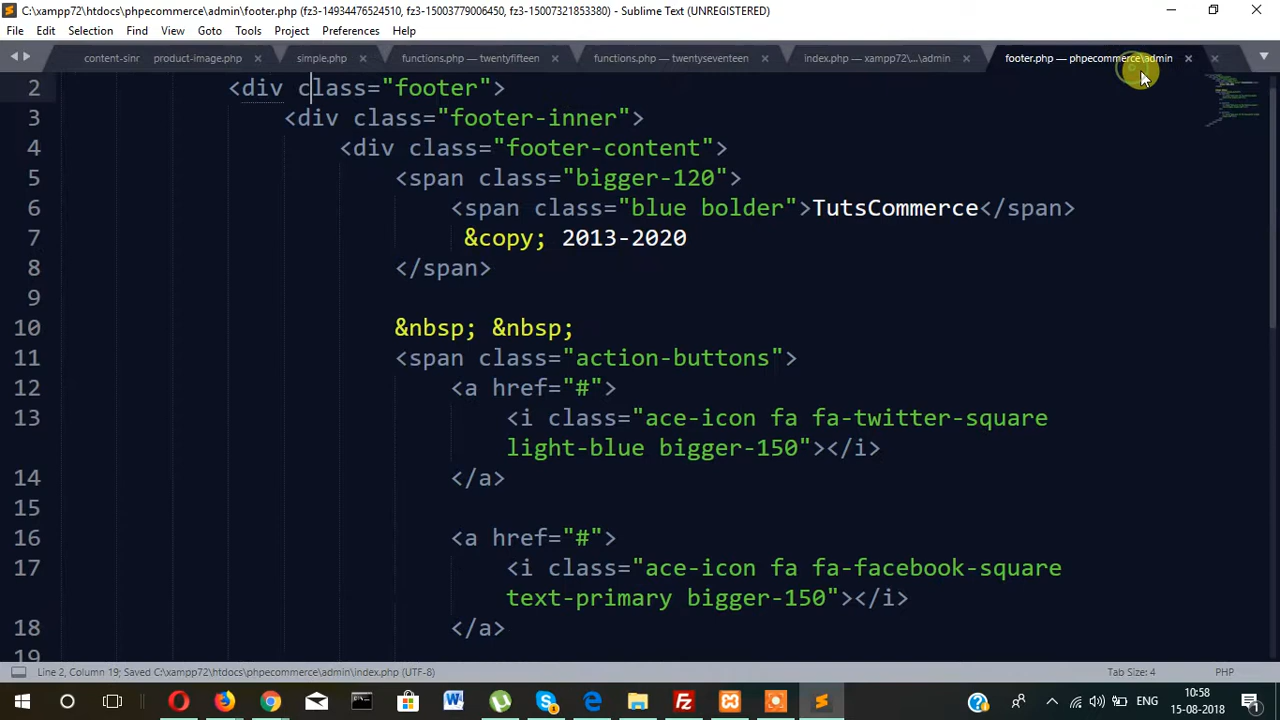 C:\xampp72\htdocs\phpecommerce\admin\footer.php (fz3-14934476524510, fz3-15037779006450, fz3-15007321853380) - Sublime Text (UNREGISTERED)
File Edit Selection Find View Goto Tools Project Preferences Help
content-sinr product-image.php simple.php functions.php — twentyfifteen functions.php — twentyseventeen index.php — xampp72\...\admin footer.php — phpecommerce\admin
2 <div class="footer">
3 <div class="footer-inner">
4 <div class="footer-content">
5 <span class="bigger-120">
6 <span class="blue bolder">TutsCommerce</span>
7 &copy; 2013-2020
8 </span>
9
10 &nbsp; &nbsp;
11 <span class="action-buttons">
12 <a href="#">
13 <i class="ace-icon fa fa-twitter-square
light-blue bigger-150"></i>
14 </a>
15
16 <a href="#">
17 <i class="ace-icon fa fa-facebook-square
text-primary bigger-150"></i>
18 </a>
19
Line 2, Column 19; Saved C:\xampp72\htdocs\phpecommerce\admin\index.php (UTF-8) Tab Size: 4 PHP
ENG 10:58
15-08-2018